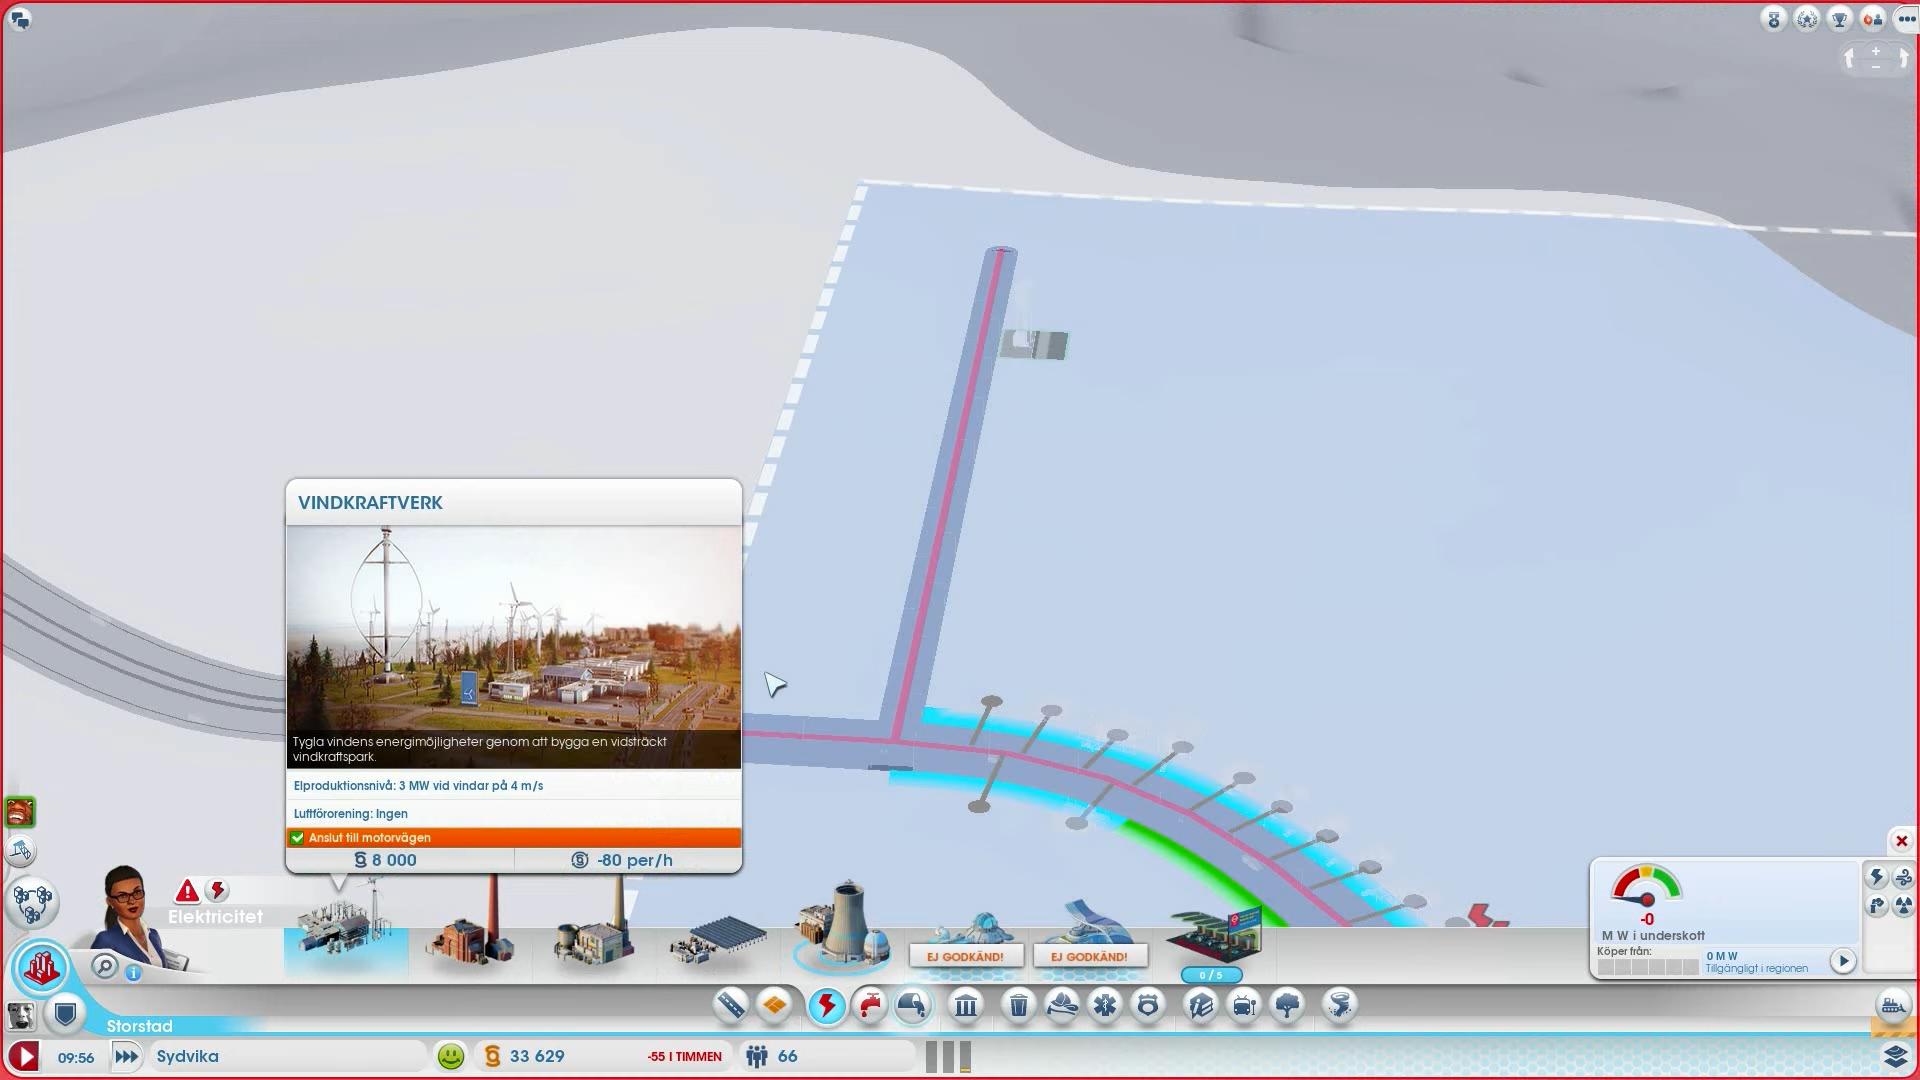 VINDKRAFTVERK
Tygla vindens energimöjligheter genom att bygga en vidsträckt
vindkraftspark.
Elproduktionsnivå: 3 MW vid vindar på 4 m/s
Luftförorening: Ingen
Anslut till motorvägen
8 000
-80 per/h
Elektricitet
EJ GODKÄND!
EJ GODKÄND!
0 / 5
-0
M W i underskott
Köper från:
0 M W
Tillgängligt i regionen
Storstad
09:56
Sydvika
33 629
-55 I TIMMEN
66